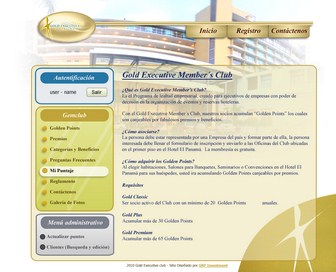 Inicio
Registro
Contáctenos
Autentificación
user - name
Salir
Gemclub
Golden Points
Premios
Categorías y Beneficios
Preguntas Frecuentes
Mi Puntaje
Reglamento
Contáctenos
Galería de Fotos
Menú administrativo
Actualizar puntos
Clientes (Busqueda y edición)
Gold Executive Member´s Club
¿Qué es Gold Executive Member's Club?
Es el Programa de lealtad empresarial, creado para ejecutivos de empresas con poder de decisión en la organización de eventos y reservas hoteleras.
Con el Gold Executive Member´s Club, nuestros socios acumulan "Golden Points" los cuales son canjeables por fabulosos premios y beneficios.
¿Cómo asociarse?
La persona debe estar representada por una Empresa del país y formar parte de ella, la persona interesada debe llenar el formulario de inscripción y enviarlo a las Oficinas del Club ubicadas en el primer piso en el Hotel El Panamá. La membresía es gratuita.
¿Cómo adquirir los Golden Points?
Al elegir habitaciones, Salones para Banquetes, Seminarios o Convenciones en el Hotel El Panamá para sus huéspedes, usted irá acumulando Golden Points canjeables por premios.
Requisitos
Gold Classic
Ser socio activo del Club con un mínimo de 20 Golden Points anuales.
Gold Plus
Acumular más de 30 Golden Points
Gold Premium
Acumular más de 65 Golden Points
2010 Gold Executive club - Sitio Diseñado por